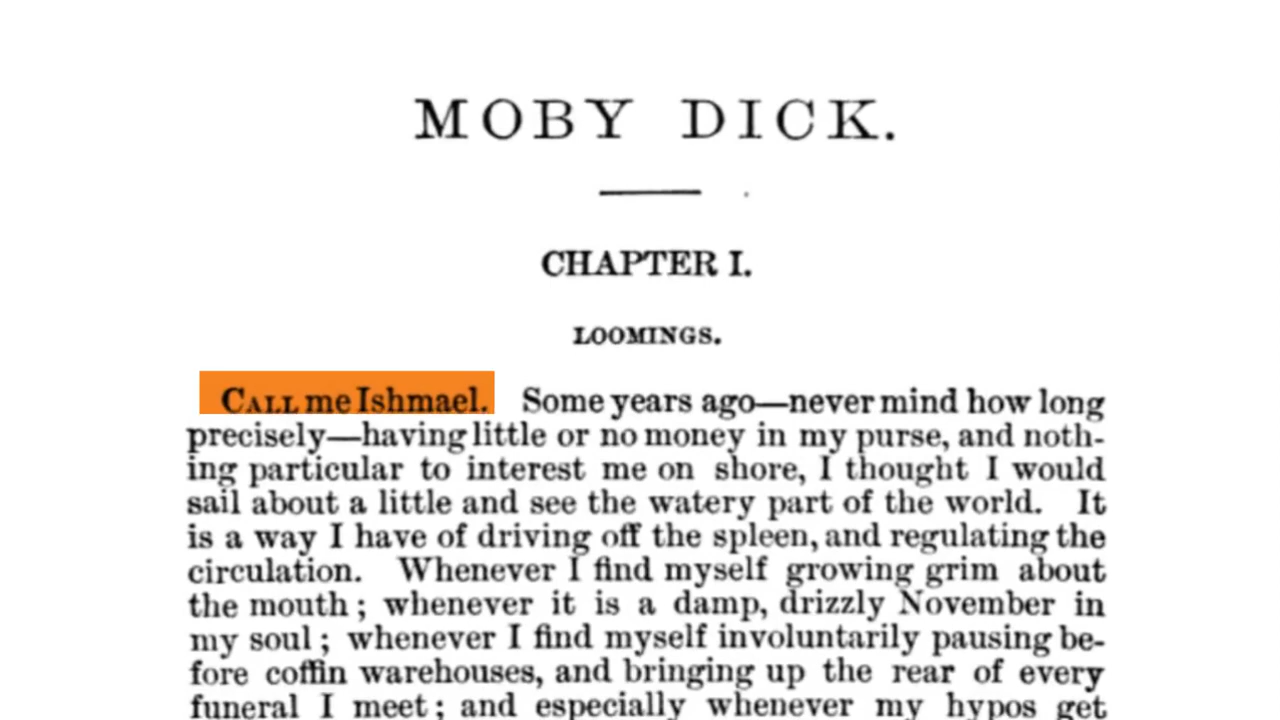 MOBY DICK.
CHAPTER I.
LOOMINGS.
CALL me Ishmael. Some years ago—never mind how long
precisely—having little or no money in my purse, and noth-
ing particular to interest me on shore, I thought I would
sail about a little and see the watery part of the world. It
is a way I have of driving off the spleen, and regulating the
circulation. Whenever I find myself growing grim about
the mouth; whenever it is a damp, drizzly November in
my soul; whenever I find myself involuntarily pausing be-
fore coffin warehouses, and bringing up the rear of every
funeral I meet; and especially whenever my hypos get